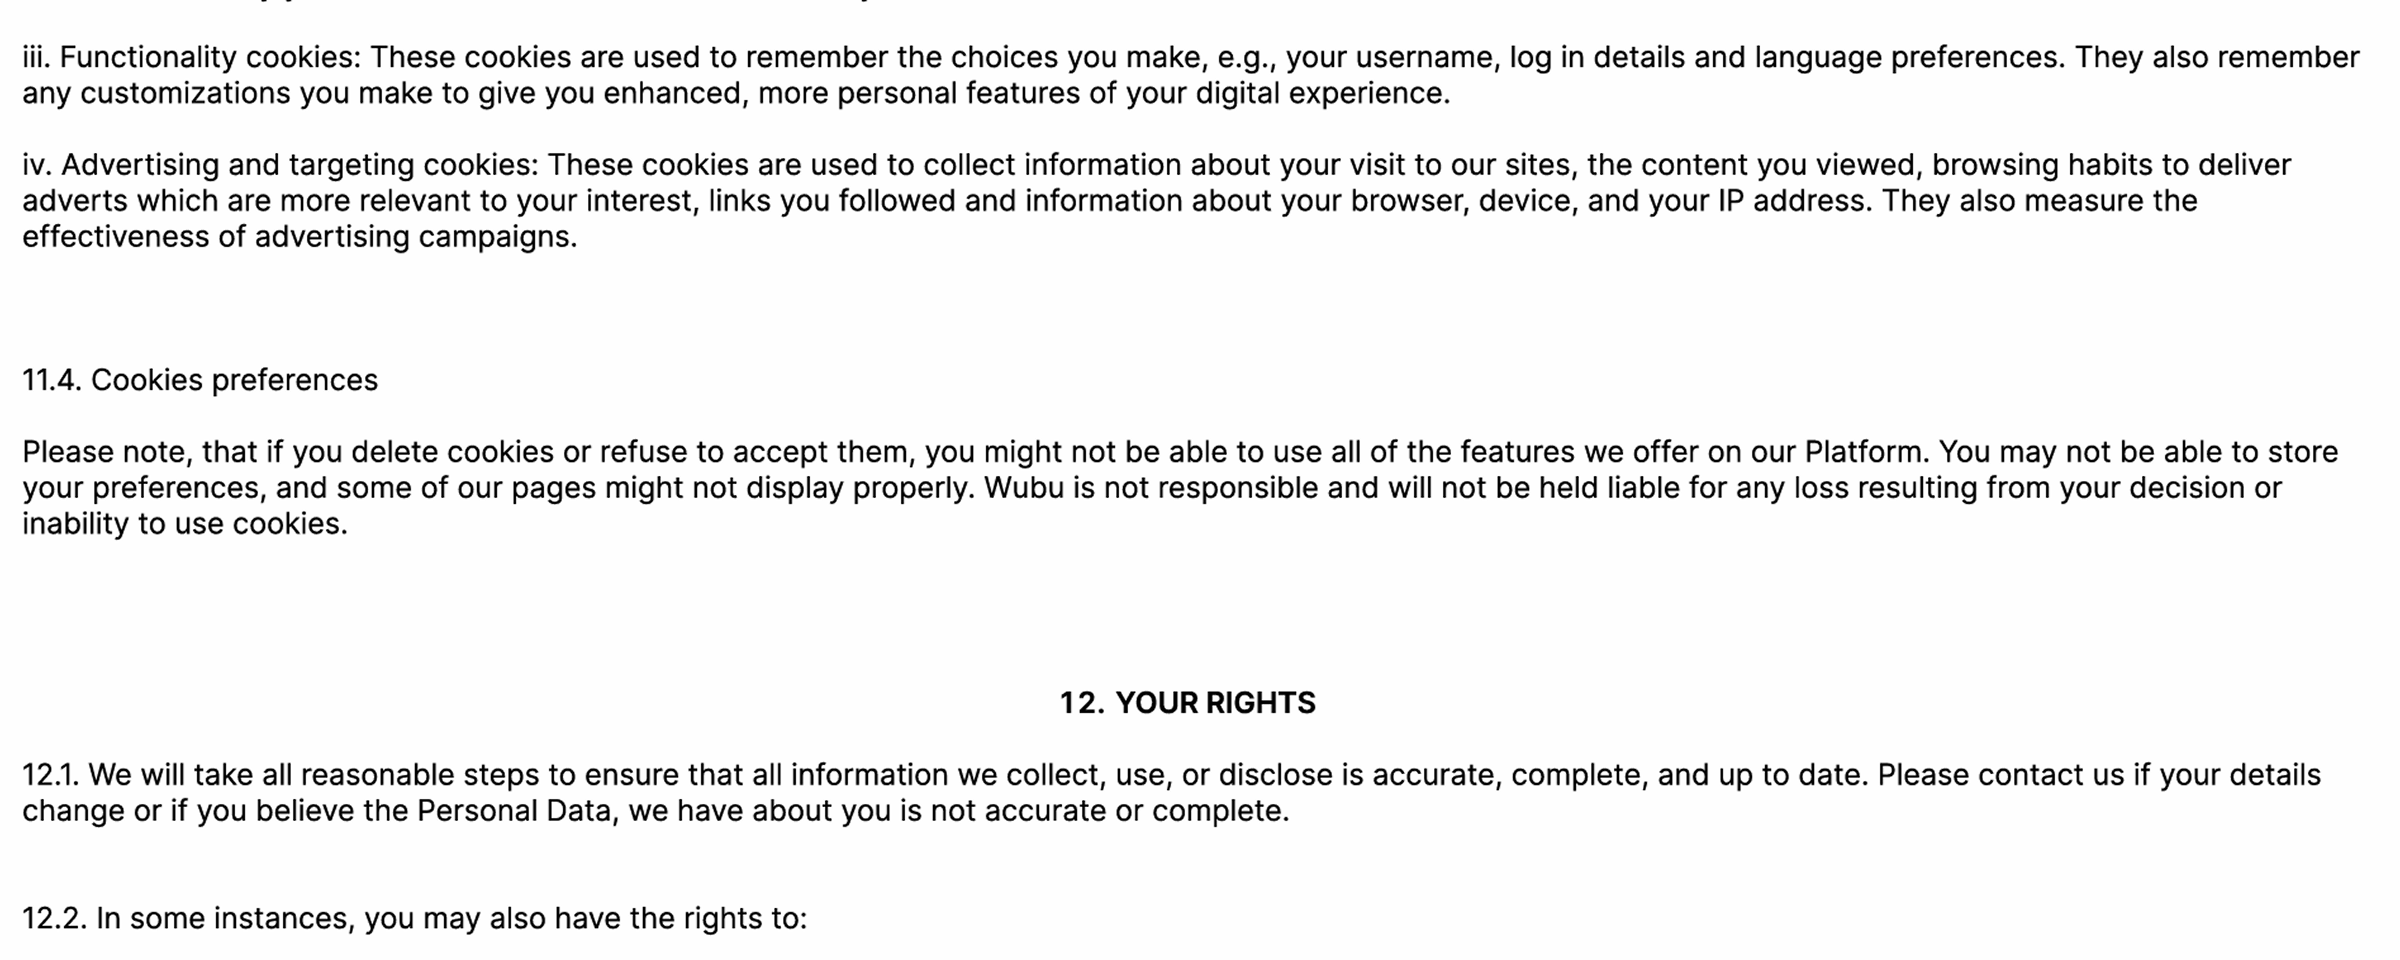 iii. Functionality cookies: These cookies are used to remember the choices you make, e.g., your username, log in details and language preferences. They also remember
any customizations you make to give you enhanced, more personal features of your digital experience.
iv. Advertising and targeting cookies: These cookies are used to collect information about your visit to our sites, the content you viewed, browsing habits to deliver
adverts which are more relevant to your interest, links you followed and information about your browser, device, and your IP address. They also measure the
effectiveness of advertising campaigns.
11.4. Cookies preferences
Please note, that if you delete cookies or refuse to accept them, you might not be able to use all of the features we offer on our Platform. You may not be able to store
your preferences, and some of our pages might not display properly. Wubu is not responsible and will not be held liable for any loss resulting from your decision or
inability to use cookies.
12. YOUR RIGHTS
12.1. We will take all reasonable steps to ensure that all information we collect, use, or disclose is accurate, complete, and up to date. Please contact us if your details
change or if you believe the Personal Data, we have about you is not accurate or complete.
12.2. In some instances, you may also have the rights to: